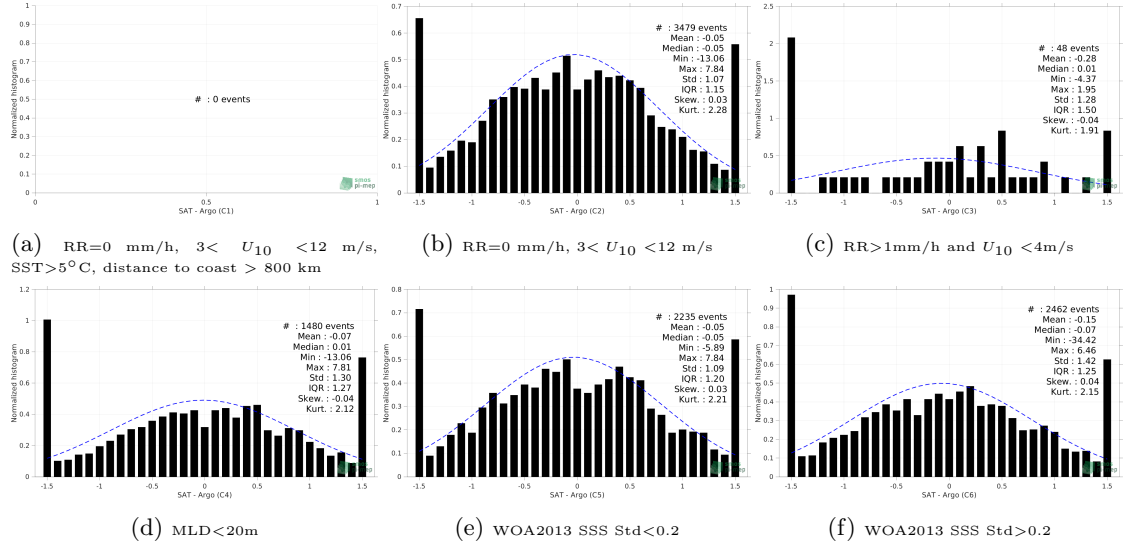 1
0.9
0.8
0.7
0.6
0.5
0.4
0.3
0.2
0.1
0
Normalized histogram
# : 0 events
smos
pi-mep
0 0.5 1
SAT - Argo (C1)
(a) RR=0 mm/h, 3< U10 <12 m/s,
SST>5°C, distance to coast > 800 km
0.7
0.6
0.5
0.4
0.3
0.2
0.1
0
Normalized histogram
# : 3479 events
Mean : -0.05
Median : -0.05
Min : -13.06
Max : 7.84
Std : 1.07
IQR : 1.15
Skew. : 0.03
Kurt. : 2.28
-1.5 -1 -0.5 0 0.5 1 1.5
SAT - Argo (C2)
(b) RR=0 mm/h, 3< U10 <12 m/s
2.5
2
1.5
1
0.5
0
Normalized histogram
# : 48 events
Mean : -0.28
Median : 0.01
Min : -4.37
Max : 1.95
Std : 1.28
IQR : 1.50
Skew. : -0.04
Kurt. : 1.91
-1.5 -1 -0.5 0 0.5 1 1.5
SAT - Argo (C3)
(c) RR>1mm/h and U10 <4m/s
1.2
1
0.8
0.6
0.4
0.2
0
Normalized histogram
# : 1480 events
Mean : -0.07
Median : 0.01
Min : -13.06
Max : 7.81
Std : 1.30
IQR : 1.27
Skew. : -0.04
Kurt. : 2.12
-1.5 -1 -0.5 0 0.5 1 1.5
SAT - Argo (C4)
(d) MLD<20m
0.8
0.7
0.6
0.5
0.4
0.3
0.2
0.1
0
Normalized histogram
# : 2235 events
Mean : -0.05
Median : -0.05
Min : -5.89
Max : 7.84
Std : 1.09
IQR : 1.20
Skew. : 0.03
Kurt. : 2.21
-1.5 -1 -0.5 0 0.5 1 1.5
SAT - Argo (C5)
(e) WOA2013 SSS Std<0.2
1
0.9
0.8
0.7
0.6
0.5
0.4
0.3
0.2
0.1
0
Normalized histogram
# : 2462 events
Mean : -0.15
Median : -0.07
Min : -34.42
Max : 6.46
Std : 1.42
IQR : 1.25
Skew. : 0.04
Kurt. : 2.15
-1.5 -1 -0.5 0 0.5 1 1.5
SAT - Argo (C6)
(f) WOA2013 SSS Std>0.2